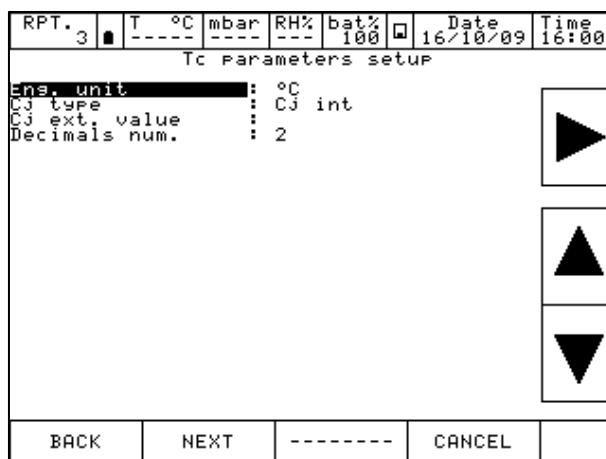 RPT. T °C mbar RH% bat% Date Time
3 ----- ---- --- 100 16/10/09 16:00
Tc parameters setup
Eng. unit : °C
Cj type : Cj int
Cj ext. value :
Decimals num. : 2
BACK NEXT -------- CANCEL